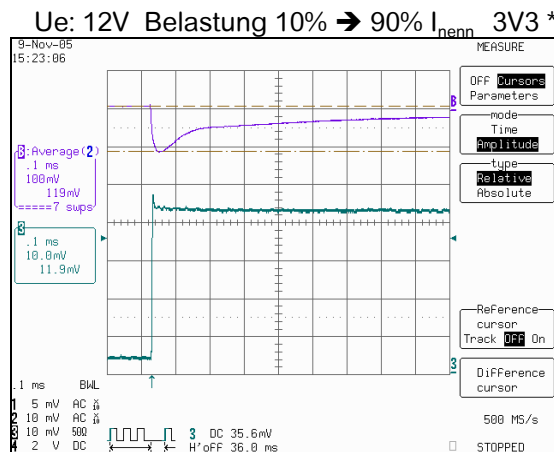 Ue: 12V Belastung 10% ➔ 90% Inenn 3V3 *
9-Nov-05
15:23:06
MEASURE
OFF Cursors
Parameters
mode
Time
Amplitude
type
Relative
Absolute
B:Average(2)
.1 ms
100mV
119mV
=====7 swps
3
.1 ms
10.0mV
11.9mV
Reference
cursor
Track OFF On
Difference
cursor
3
.1 ms BWL
1 5 mV AC
2 10 mV AC
3 10 mV 50Ω
4 2 V DC
3 DC 35.6mV
H'oFF 36.0 ms
500 MS/s
STOPPED